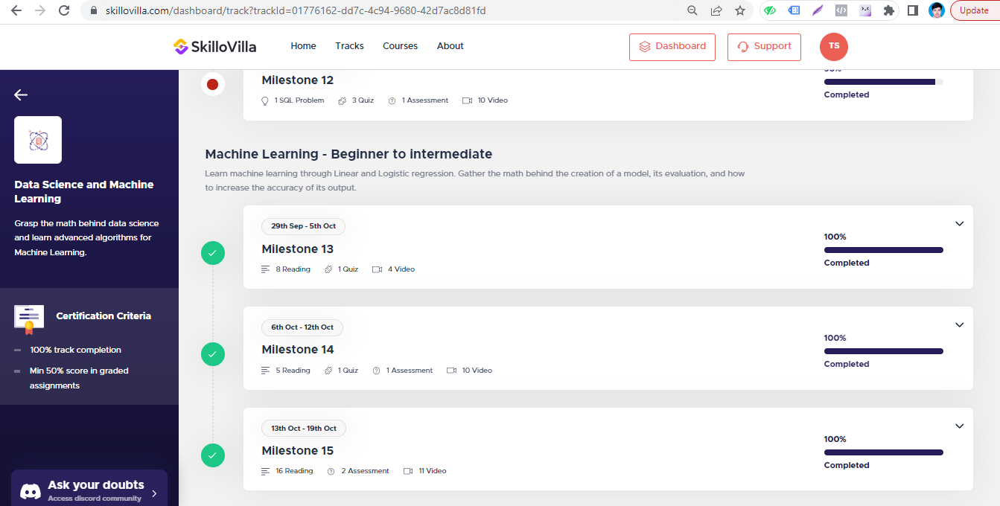 skillovilla.com/dashboard/track?trackId=01776162-dd7c-4c94-9680-42d7ac8d81fd
Update
SkilloVilla
Home
Tracks
Courses
About
Dashboard
Support
TS
Milestone 12
1 SQL Problem
3 Quiz
1 Assessment
10 Video
Completed
Data Science and Machine
Learning
Grasp the math behind data science
and learn advanced algorithms for
Machine Learning.
Certification Criteria
100% track completion
Min 50% score in graded
assignments
Ask your doubts
Access discord community
Machine Learning - Beginner to intermediate
Learn machine learning through Linear and Logistic regression. Gather the math behind the creation of a model, its evaluation, and how
to increase the accuracy of its output.
29th Sep - 5th Oct
Milestone 13
8 Reading
1 Quiz
4 Video
100%
Completed
6th Oct - 12th Oct
Milestone 14
5 Reading
1 Quiz
1 Assessment
10 Video
100%
Completed
13th Oct - 19th Oct
Milestone 15
16 Reading
2 Assessment
11 Video
100%
Completed